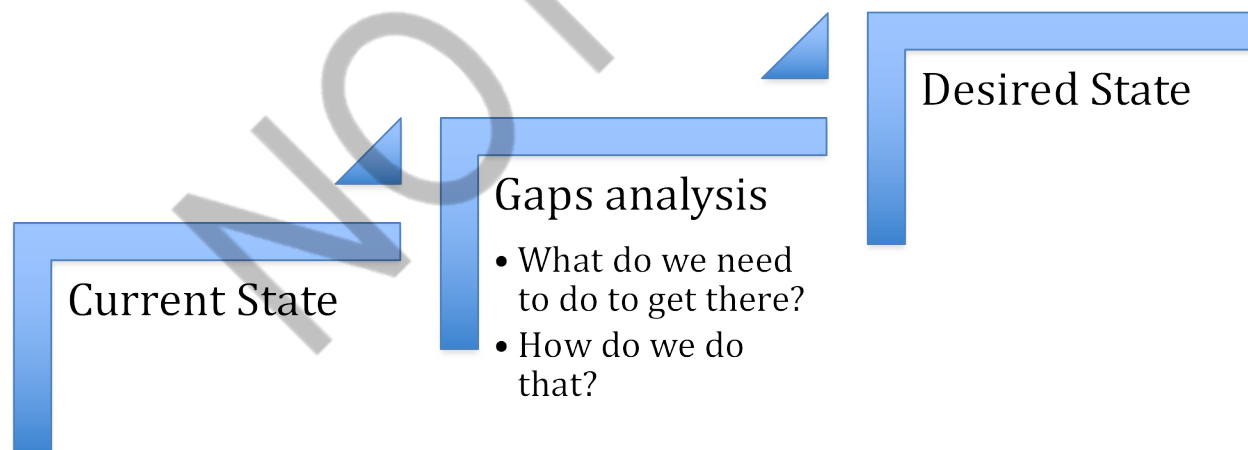 Current State
Gaps analysis
• What do we need
to do to get there?
• How do we do
that?
Desired State
NO